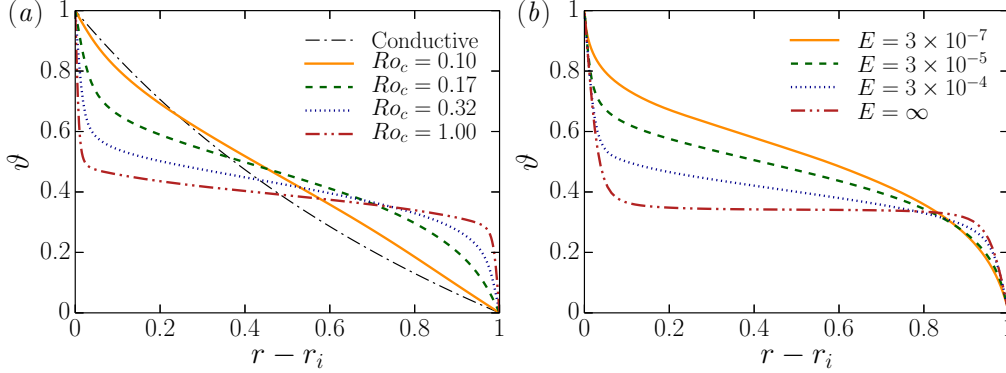 (a)
1
0.8
0.6
0.4
0.2
0
ϑ
Conductive
Ro_c = 0.10
Ro_c = 0.17
Ro_c = 0.32
Ro_c = 1.00
0 0.2 0.4 0.6 0.8 1
r − r_i
(b)
1
0.8
0.6
0.4
0.2
0
ϑ
E = 3 × 10⁻⁷
E = 3 × 10⁻⁵
E = 3 × 10⁻⁴
E = ∞
0 0.2 0.4 0.6 0.8 1
r − r_i